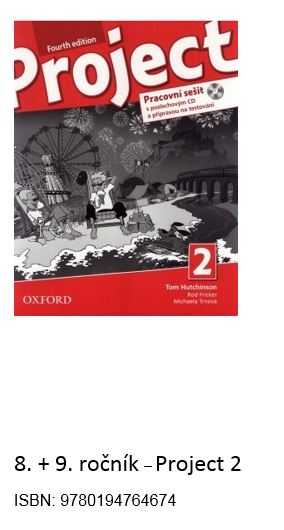 Fourth edition
Project
Pracovní sešit
s poslechovým CD
a přípravou na testování
2
Tom Hutchinson
Rod Fricker
Michaela Trnová
OXFORD
8. + 9. ročník – Project 2
ISBN: 9780194764674